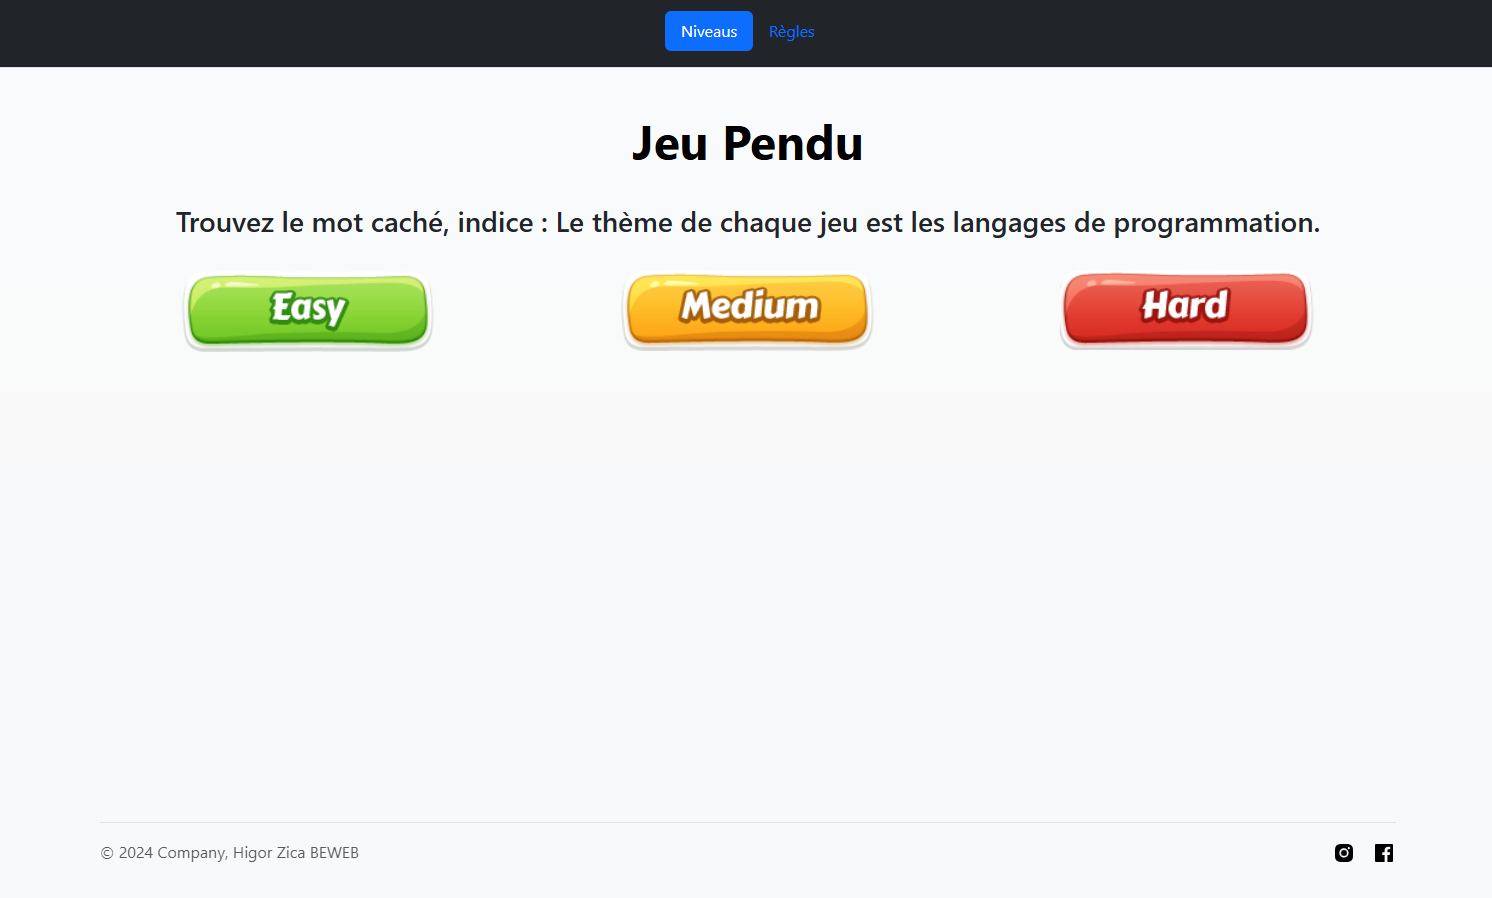 Niveaus Règles
Jeu Pendu
Trouvez le mot caché, indice : Le thème de chaque jeu est les langages de programmation.
Easy Medium Hard
© 2024 Company, Higor Zica BEWEB